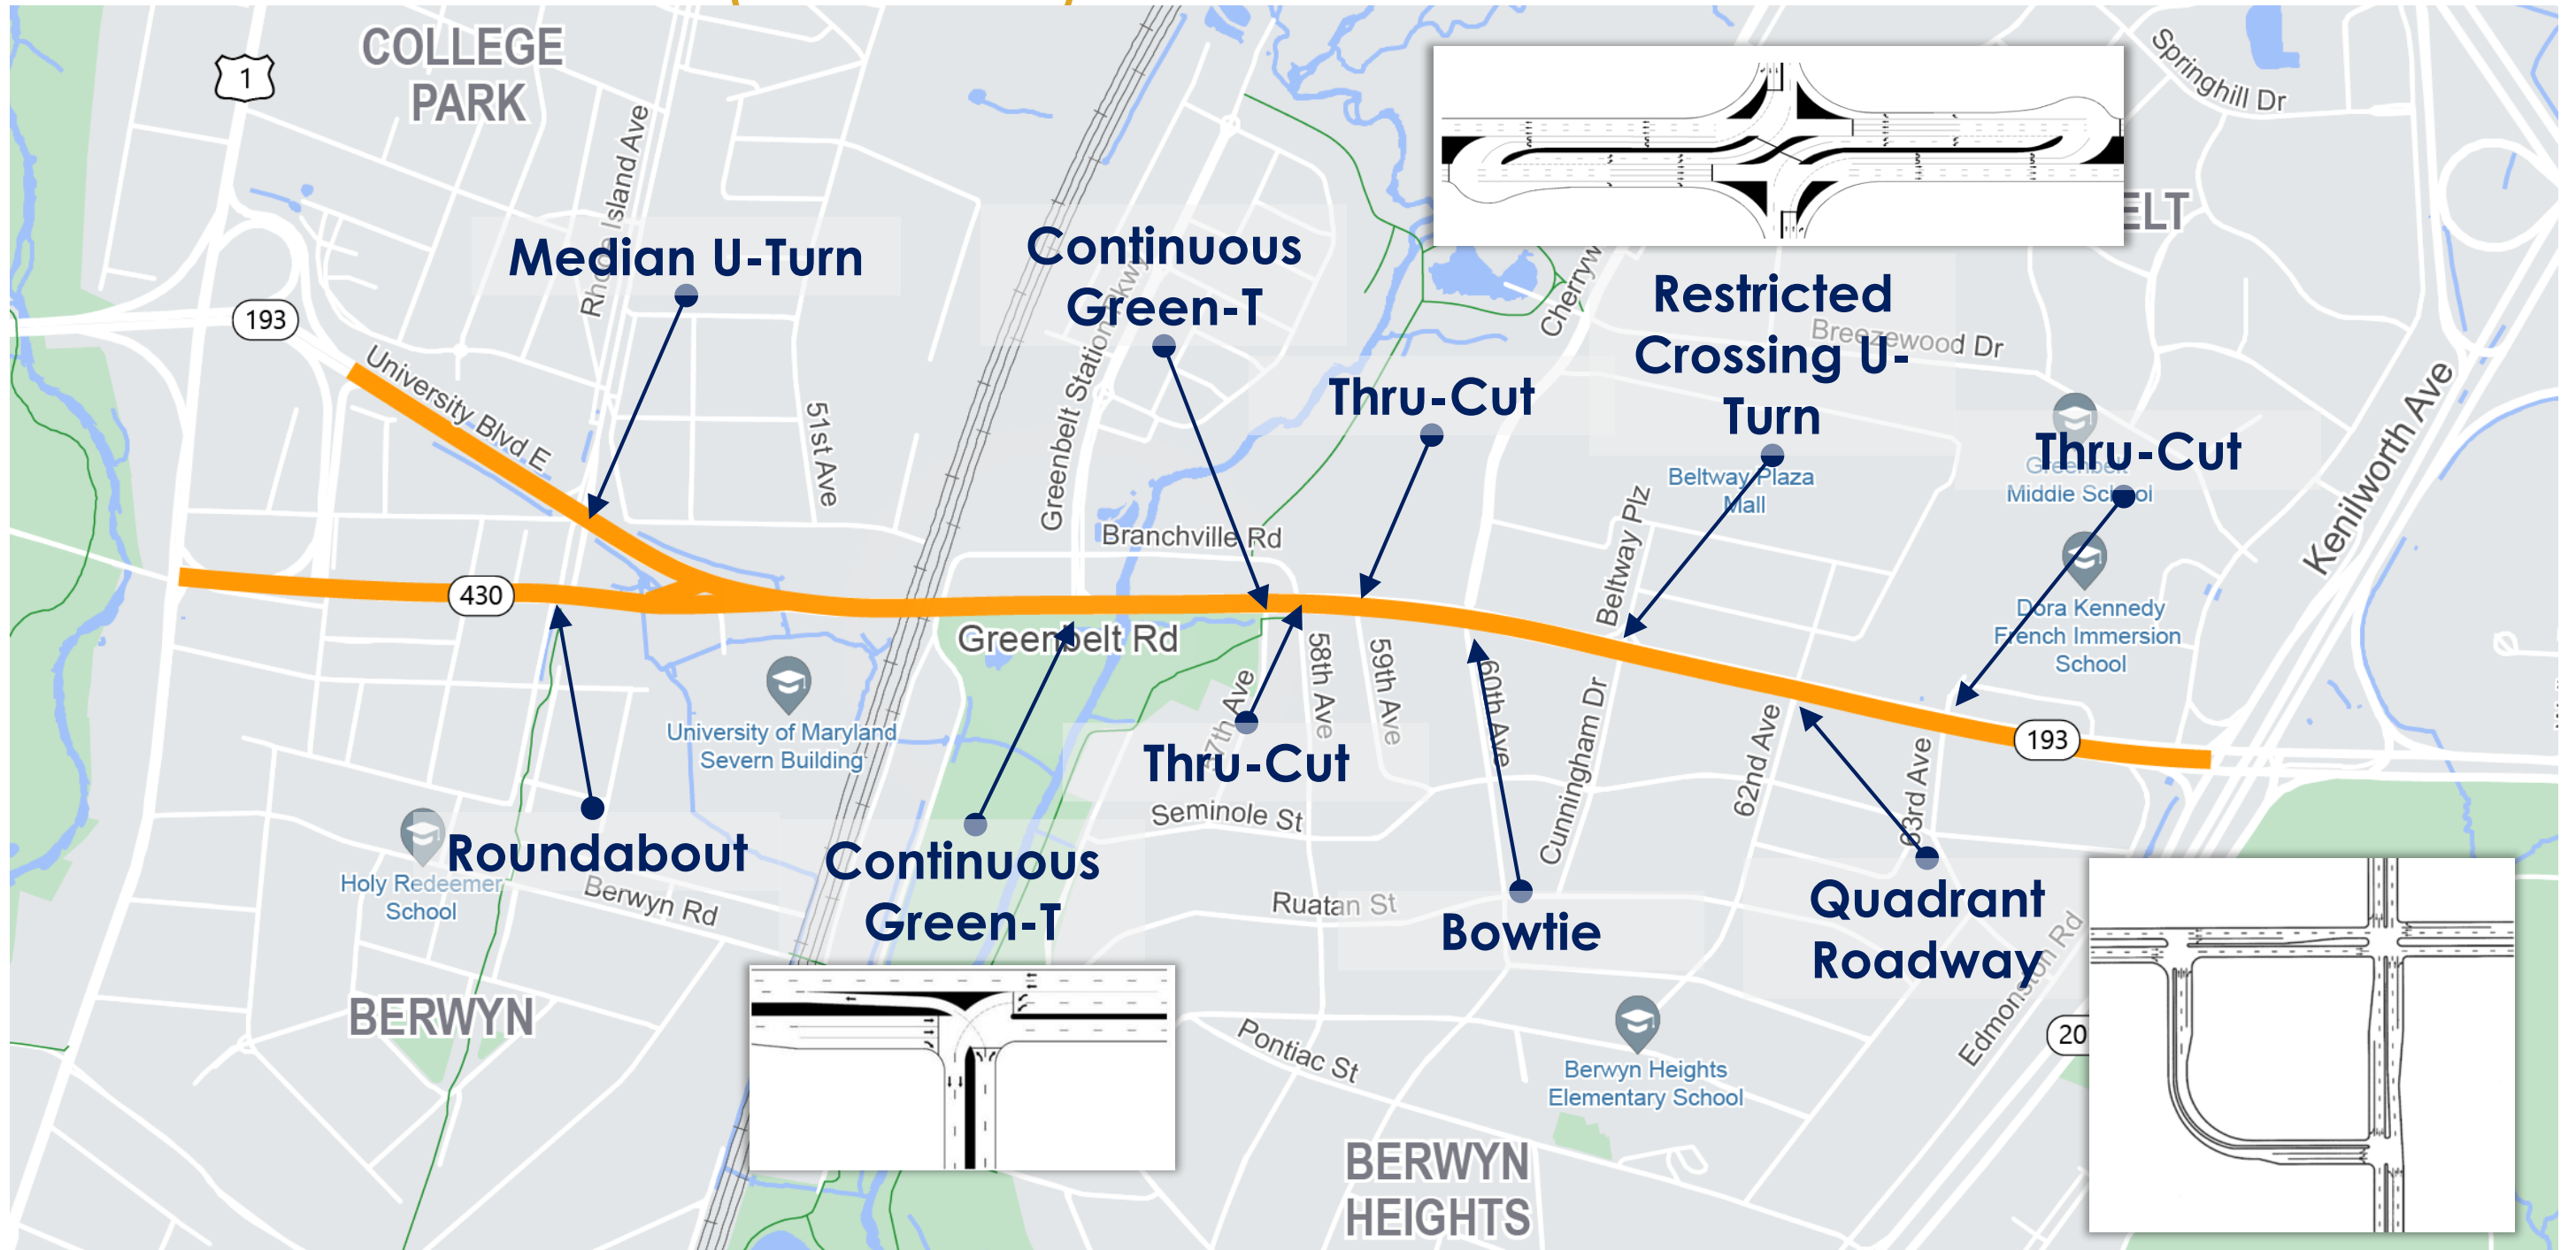 COLLEGE
PARK
1
Springhill Dr
Rhode Island Ave
ELT
Median U-Turn
Continuous
Green-T
193
Restricted
Crossing U-
Turn
Breezewood Dr
University Blvd E
51st Ave
Greenbelt Station Pkwy
Thru-Cut
Thru-Cut
Greenbelt
Middle School
Kenilworth Ave
Beltway Plaza
Mall
Branchville Rd
Beltway Plz
430
Greenbelt Rd
Dora Kennedy
French Immersion
School
58th Ave
59th Ave
60th Ave
57th Ave
Cunningham Dr
62nd Ave
63rd Ave
193
University of Maryland
Severn Building
Thru-Cut
Seminole St
Roundabout
Holy Redeemer
School
Berwyn Rd
Continuous
Green-T
Ruatan St
Bowtie
Quadrant
Roadway
Edmonston Rd
BERWYN
Pontiac St
20
Berwyn Heights
Elementary School
BERWYN
HEIGHTS